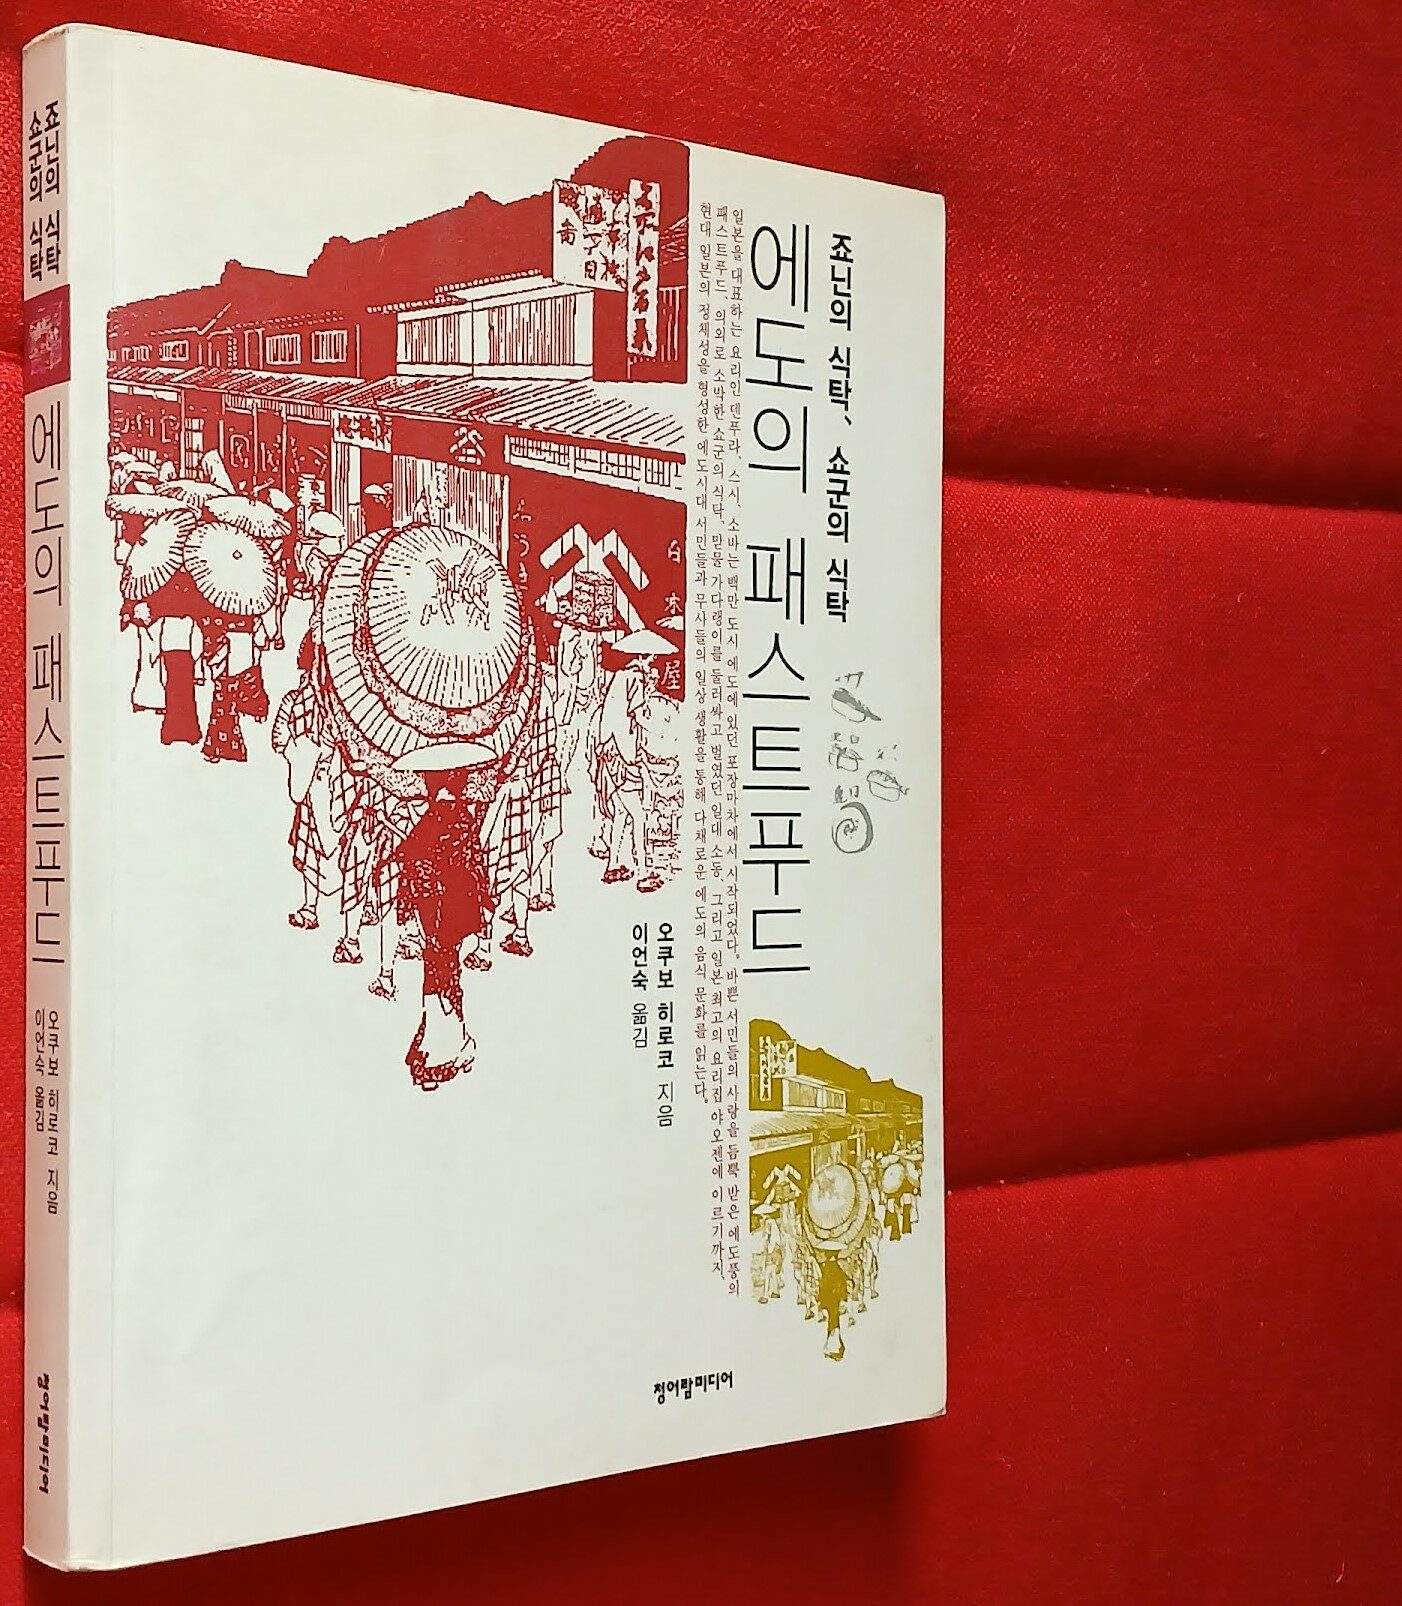 죠닌의 식탁, 쇼군의 식탁
에도의 패스트푸드
일본을 대표하는 요리인 덴푸라, 스시, 소바는 백만 도시 에도에 있던 포장마차에서 시작되었다. 바쁜 서민들의 사랑을 듬뿍 받은 에도풍의
패스트푸드, 의외로 소박한 쇼군의 식탁, 맏물 가다랭이를 둘러싸고 벌였던 일대 소동, 그리고 일본 최고의 요리집 야오젠에 이르기까지,
현대 일본의 정체성을 형성한 에도시대 서민들과 무사들의 일상 생활을 통해 다채로운 에도의 음식 문화를 읽는다.
오쿠보 히로코 지음
이언숙 옮김
청어람미디어
죠닌의 식탁
쇼군의 식탁
에도의 패스트푸드
오쿠보 히로코 지음
이언숙 옮김
청어람미디어
日本屋